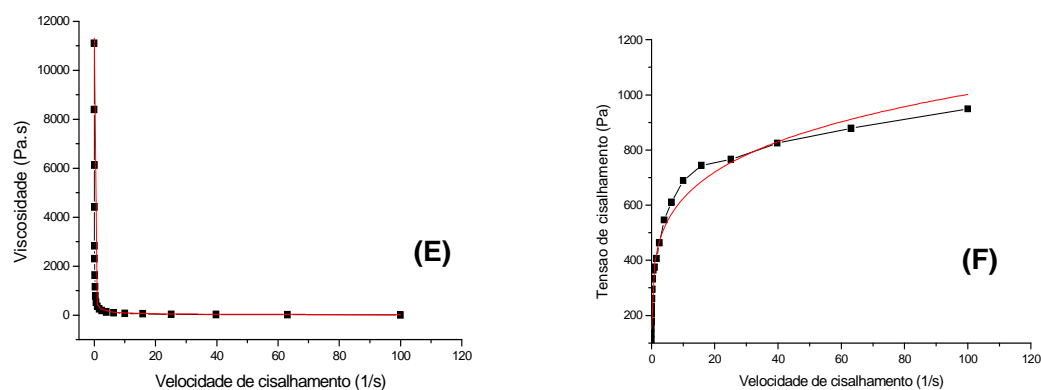 12000
10000
8000
6000
4000
2000
0
Viscosidade (Pa.s)
(E)
0 20 40 60 80 100 120
Velocidade de cisalhamento (1/s)
1200
1000
800
600
400
200
Tensao de cisalhamento (Pa)
(F)
0 20 40 60 80 100 120
Velocidade de cisalhamento (1/s)